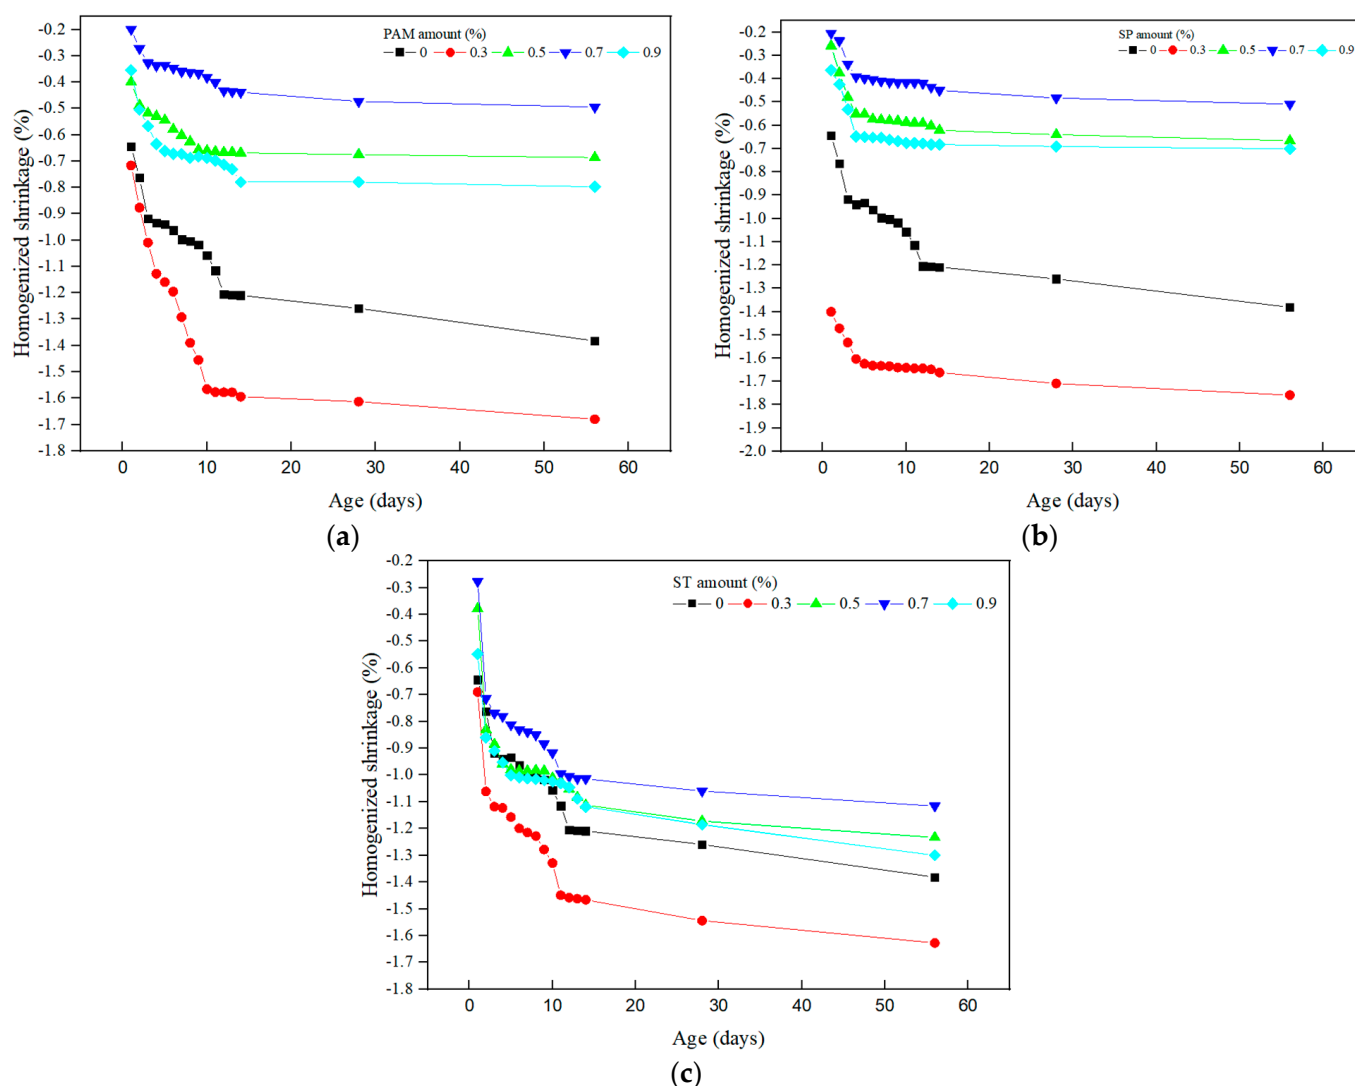 PAM amount (%)
0 0.3 0.5 0.7 0.9
Homogenized shrinkage (%)
-0.2
-0.3
-0.4
-0.5
-0.6
-0.7
-0.8
-0.9
-1.0
-1.1
-1.2
-1.3
-1.4
-1.5
-1.6
-1.7
-1.8
0 10 20 30 40 50 60
Age (days)
(a)
SP amount (%)
0 0.3 0.5 0.7 0.9
Homogenized shrinkage (%)
-0.2
-0.3
-0.4
-0.5
-0.6
-0.7
-0.8
-0.9
-1.0
-1.1
-1.2
-1.3
-1.4
-1.5
-1.6
-1.7
-1.8
-1.9
-2.0
0 10 20 30 40 50 60
Age (days)
(b)
ST amount (%)
0 0.3 0.5 0.7 0.9
Homogenized shrinkage (%)
-0.2
-0.3
-0.4
-0.5
-0.6
-0.7
-0.8
-0.9
-1.0
-1.1
-1.2
-1.3
-1.4
-1.5
-1.6
-1.7
-1.8
0 10 20 30 40 50 60
Age (days)
(c)